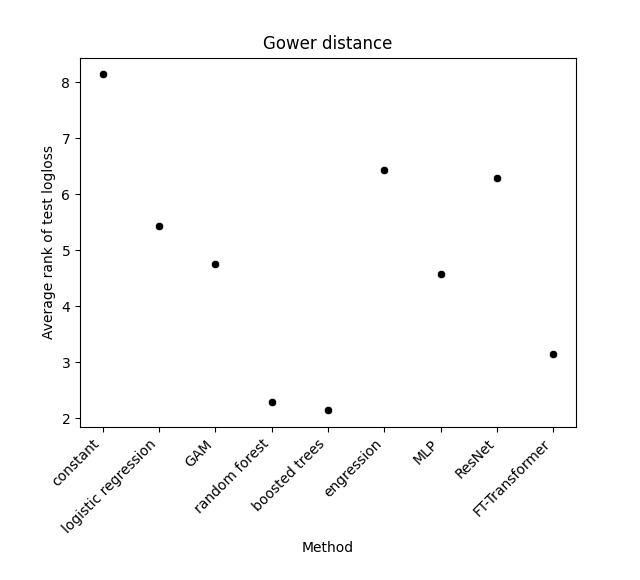 Gower distance
Average rank of test logloss
8
7
6
5
4
3
2
constant
logistic regression
GAM
random forest
boosted trees
engression
MLP
ResNet
FT-Transformer
Method